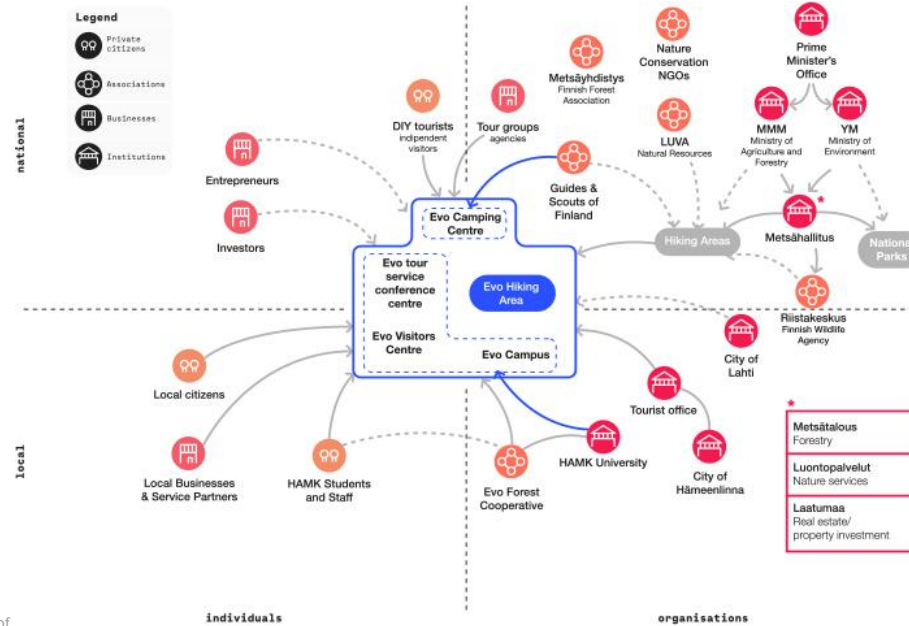 Legend
Private
citizens
Associations
Businesses
Institutions
national
local
individuals
organisations
DIY tourists
indipendent
visitors
Tour groups
agencies
Metsäyhdistys
Finnish Forest
Association
Nature
Conservation
NGOs
Prime
Minister's
Office
LUVA
Natural Resources
MMM
Ministry of
Agriculture and
Forestry
YM
Ministry of
Environment
Entrepreneurs
Investors
Guides &
Scouts of
Finland
*
Metsähallitus
Hiking Areas
Nationa
Parks
Evo Camping
Centre
Evo tour
service
conference
centre
Evo Hiking
Area
Evo Visitors
Centre
Evo Campus
Riistakeskus
Finnish Wildlife
Agency
City of
Lahti
Local citizens
Tourist office
Local Businesses
& Service Partners
HAMK Students
and Staff
Evo Forest
Cooperative
HAMK University
City of
Hämeenlinna
*
Metsätalous
Forestry
Luontopalvelut
Nature services
Laatumaa
Real estate/
property investment
of